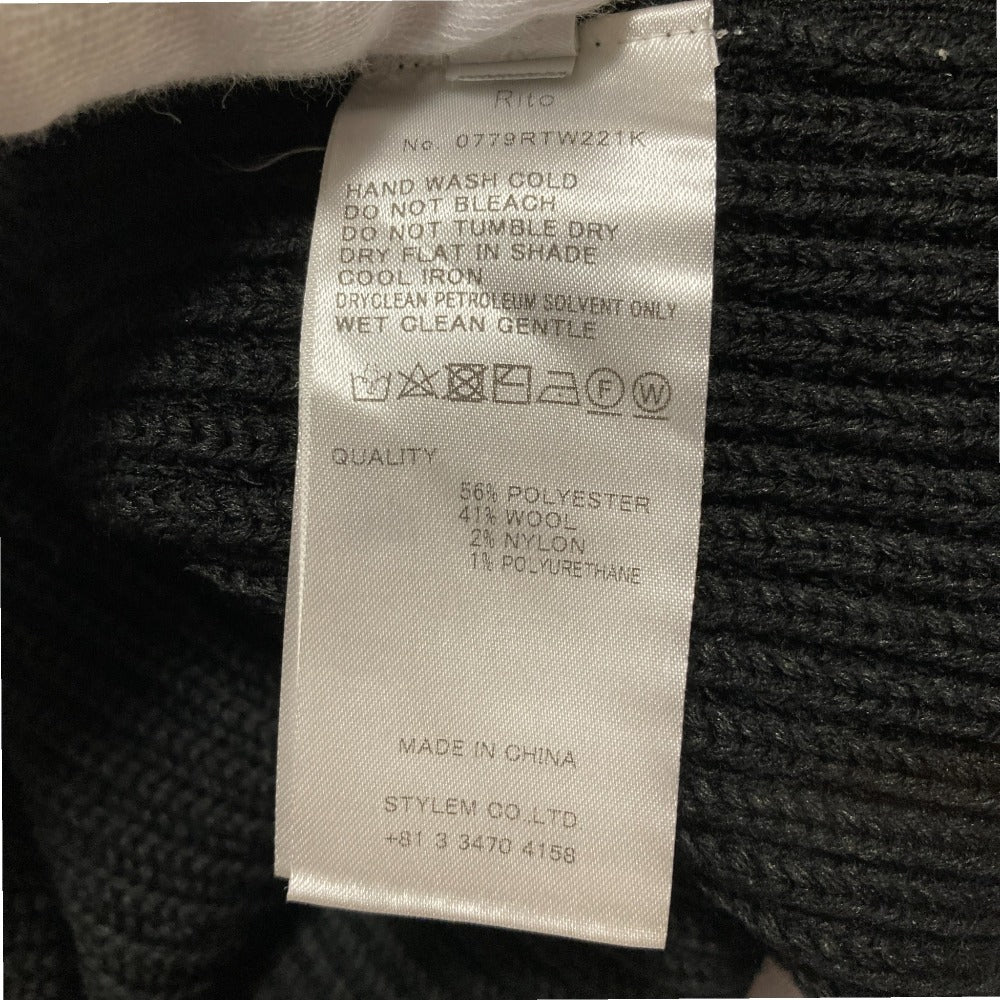 Rito
No. 0779RTW221K
HAND WASH COLD
DO NOT BLEACH
DO NOT TUMBLE DRY
DRY FLAT IN SHADE
COOL IRON
DRYCLEAN PETROLEUM SOLVENT ONLY
WET CLEAN GENTLE
F W
QUALITY
56% POLYESTER
41% WOOL
2% NYLON
1% POLYURETHANE
MADE IN CHINA
STYLEM CO.,LTD.
+81 3 3470 4158